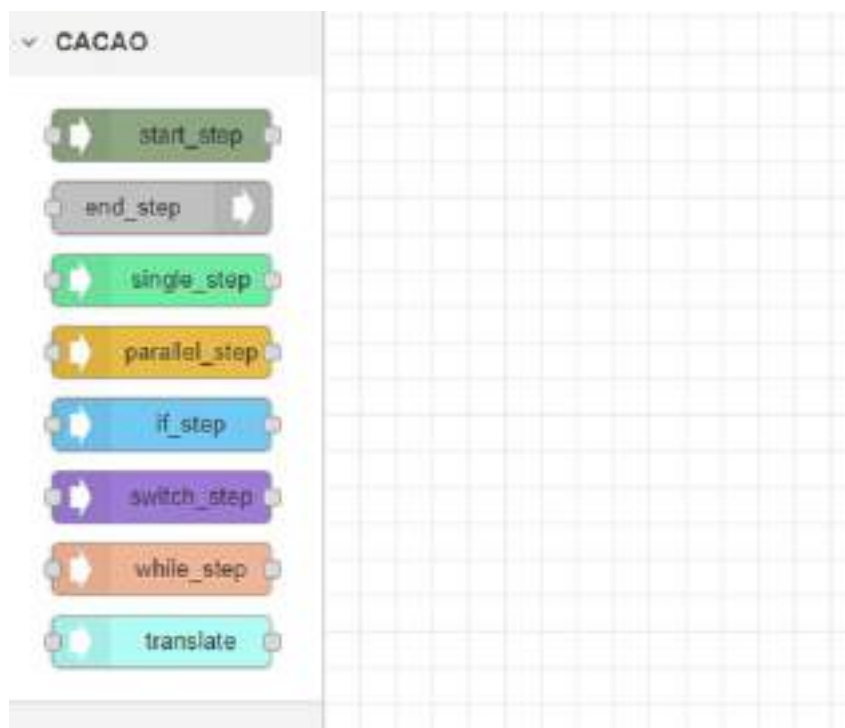 CACAO
start_step
end_step
single_step
parallel_step
if_step
switch_step
while_step
translate